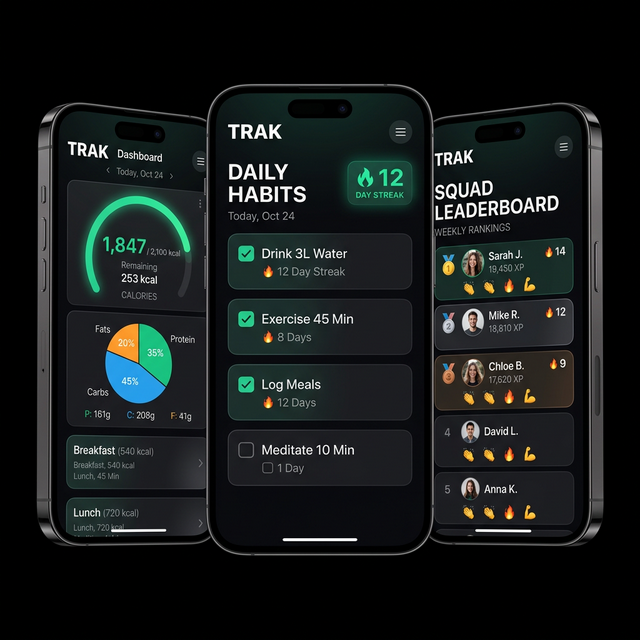 TRAK Dashboard
Today, Oct 24
1,847 / 2,100 kcal
Remaining
253 kcal
CALORIES
Fats
Protein
20%
35%
45%
Carbs
P: 161g C: 208g F: 41g
Breakfast (540 kcal)
Breakfast, 540 kcal
Lunch, 45 Min
Lunch (720 kcal)
Lunch, 720 kcal
TRAK
DAILY
HABITS
Today, Oct 24
🔥 12
DAY STREAK
Drink 3L Water
🔥 12 Day Streak
Exercise 45 Min
🔥 8 Days
Log Meals
🔥 12 Days
Meditate 10 Min
1 Day
TRAK
SQUAD
LEADERBOARD
WEEKLY RANKINGS
1 Sarah J. 🔥14
19,450 XP
👏 👏 🔥 💪
2 Mike R. 🔥12
18,810 XP
3 Chloe B. 🔥9
17,620 XP
👏 👏 🔥 💪
4 David L.
👏 👏 🔥 💪
5 Anna K.
👏 👏 🔥 💪